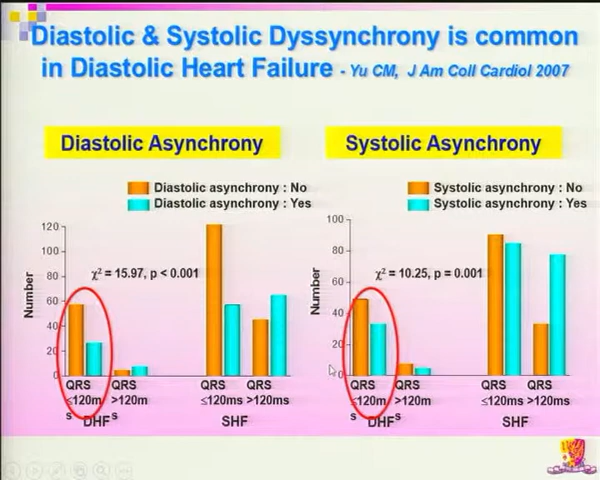 Diastolic & Systolic Dyssynchrony is common
in Diastolic Heart Failure - Yu CM, J Am Coll Cardiol 2007
Diastolic Asynchrony
Diastolic asynchrony : No
Diastolic asynchrony : Yes
Number
120
100
80
60
40
20
0
χ² = 15.97, p < 0.001
QRS
≤120m
s
QRS
>120m
s
DHF
QRS
≤120ms
QRS
>120ms
SHF
Systolic Asynchrony
Systolic asynchrony : No
Systolic asynchrony : Yes
Number
100
80
60
40
20
0
χ² = 10.25, p = 0.001
QRS
≤120m
s
QRS
>120m
s
DHF
QRS
≤120ms
QRS
>120ms
SHF